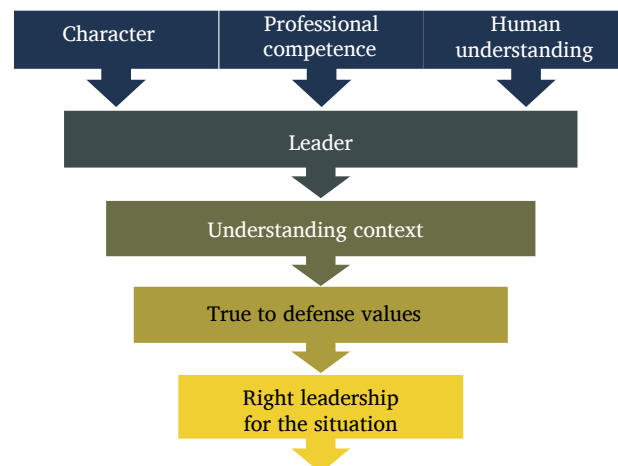 Character
Professional
competence
Human
understanding
Leader
Understanding context
True to defense values
Right leadership
for the situation